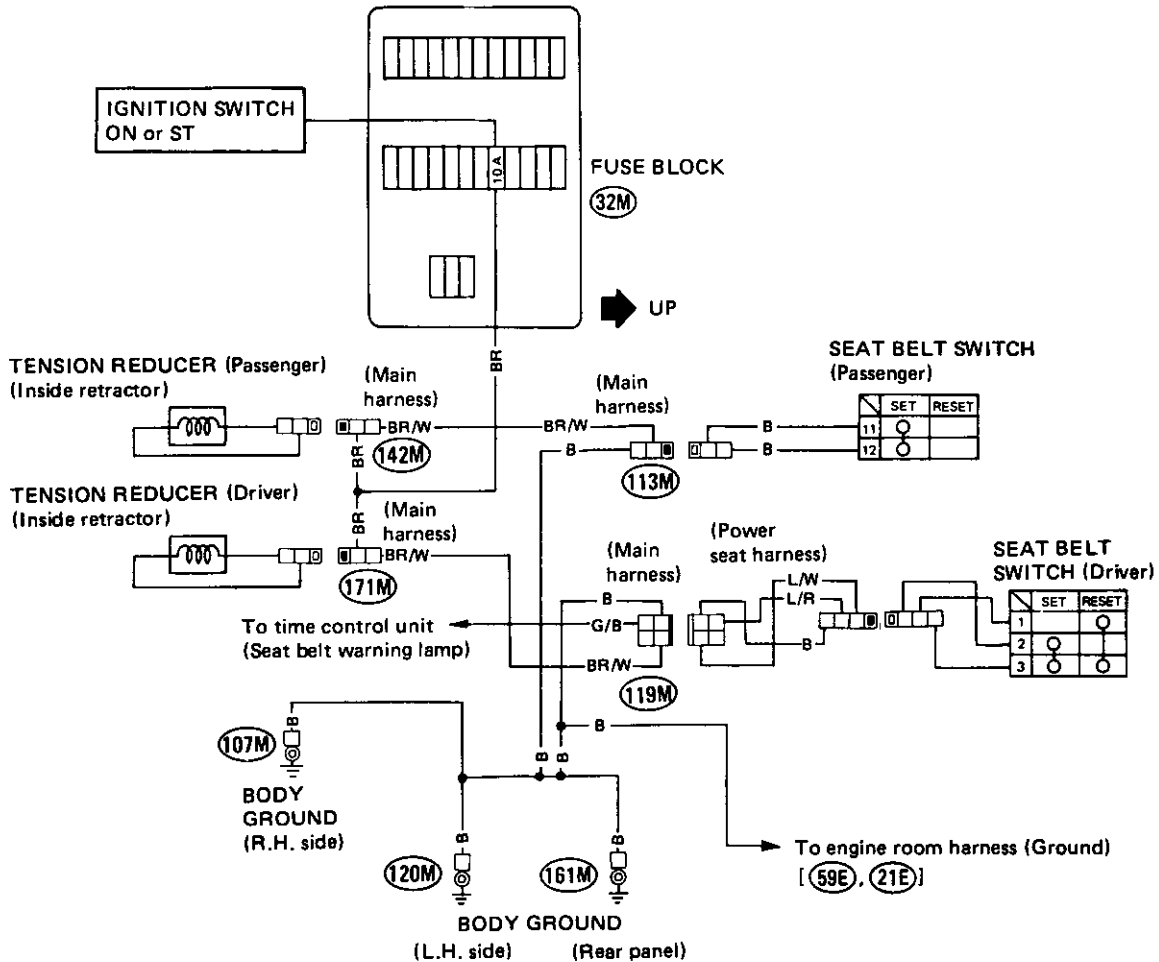 IGNITION SWITCH
ON or ST
10A
FUSE BLOCK
32M
UP
BR
TENSION REDUCER (Passenger)
(Inside retractor)
(Main
harness)
BR/W
142M
BR
BR/W
B
(Main
harness)
113M
SEAT BELT SWITCH
(Passenger)
SET RESET
11
12
B
B
TENSION REDUCER (Driver)
(Inside retractor)
BR
(Main
harness)
BR/W
171M
(Main
harness)
(Power
seat harness)
SEAT BELT
SWITCH (Driver)
SET RESET
1
2
3
L/W
L/R
B
B
G/B
BR/W
119M
To time control unit
(Seat belt warning lamp)
B
107M
BODY
GROUND
(R.H. side)
B
B
B
B
120M
B
161M
BODY GROUND
(L.H. side) (Rear panel)
To engine room harness (Ground)
[59E, 21E]